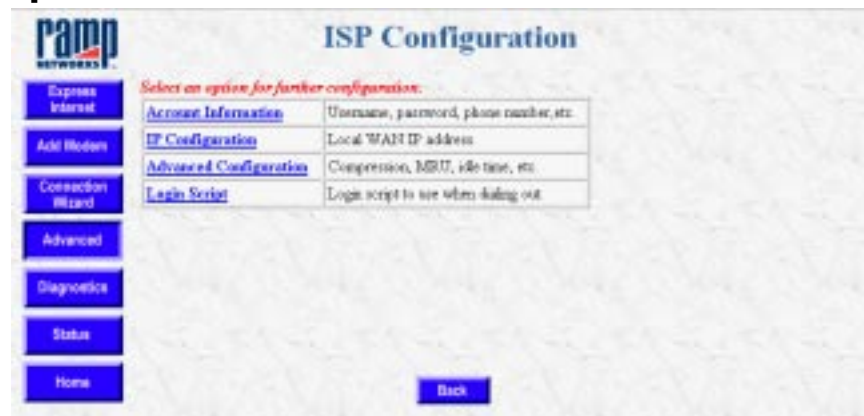 ramp
NETWORKS
ISP Configuration
Express
Internet
Add Modem
Connection
Wizard
Advanced
Diagnostics
Status
Home
Select an option for further configuration:
Account Information Username, password, phone number, etc
IP Configuration Local WAN IP address
Advanced Configuration Compression, MRU, idle time, etc
Login Script Login script to use when dialing out
Back